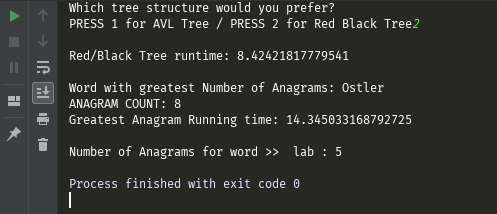 Which tree structure would you prefer?
PRESS 1 for AVL Tree / PRESS 2 for Red Black Tree2
Red/Black Tree runtime: 8.42421817779541
Word with greatest Number of Anagrams: Ostler
ANAGRAM COUNT: 8
Greatest Anagram Running time: 14.345033168792725
Number of Anagrams for word >>  lab : 5
Process finished with exit code 0